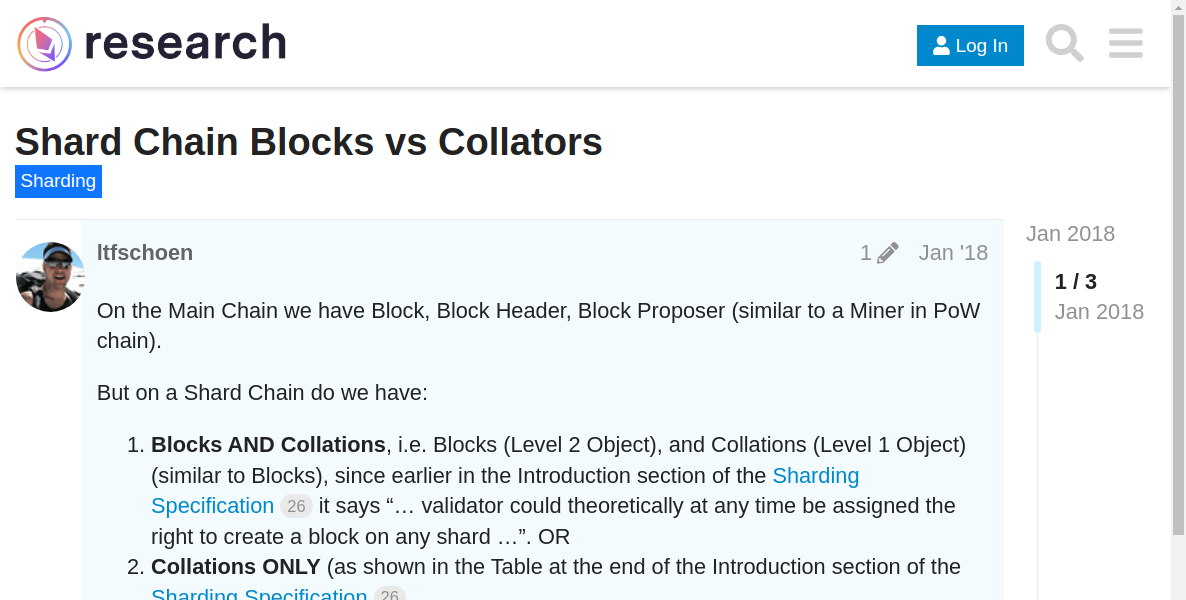 research
Log In
Shard Chain Blocks vs Collators
Sharding
ltfschoen
1
Jan '18
Jan 2018
1 / 3
Jan 2018
On the Main Chain we have Block, Block Header, Block Proposer (similar to a Miner in PoW
chain).
But on a Shard Chain do we have:
1. Blocks AND Collations, i.e. Blocks (Level 2 Object), and Collations (Level 1 Object)
(similar to Blocks), since earlier in the Introduction section of the Sharding
Specification 26 it says “… validator could theoretically at any time be assigned the
right to create a block on any shard …”. OR
2. Collations ONLY (as shown in the Table at the end of the Introduction section of the
Sharding Specification 26